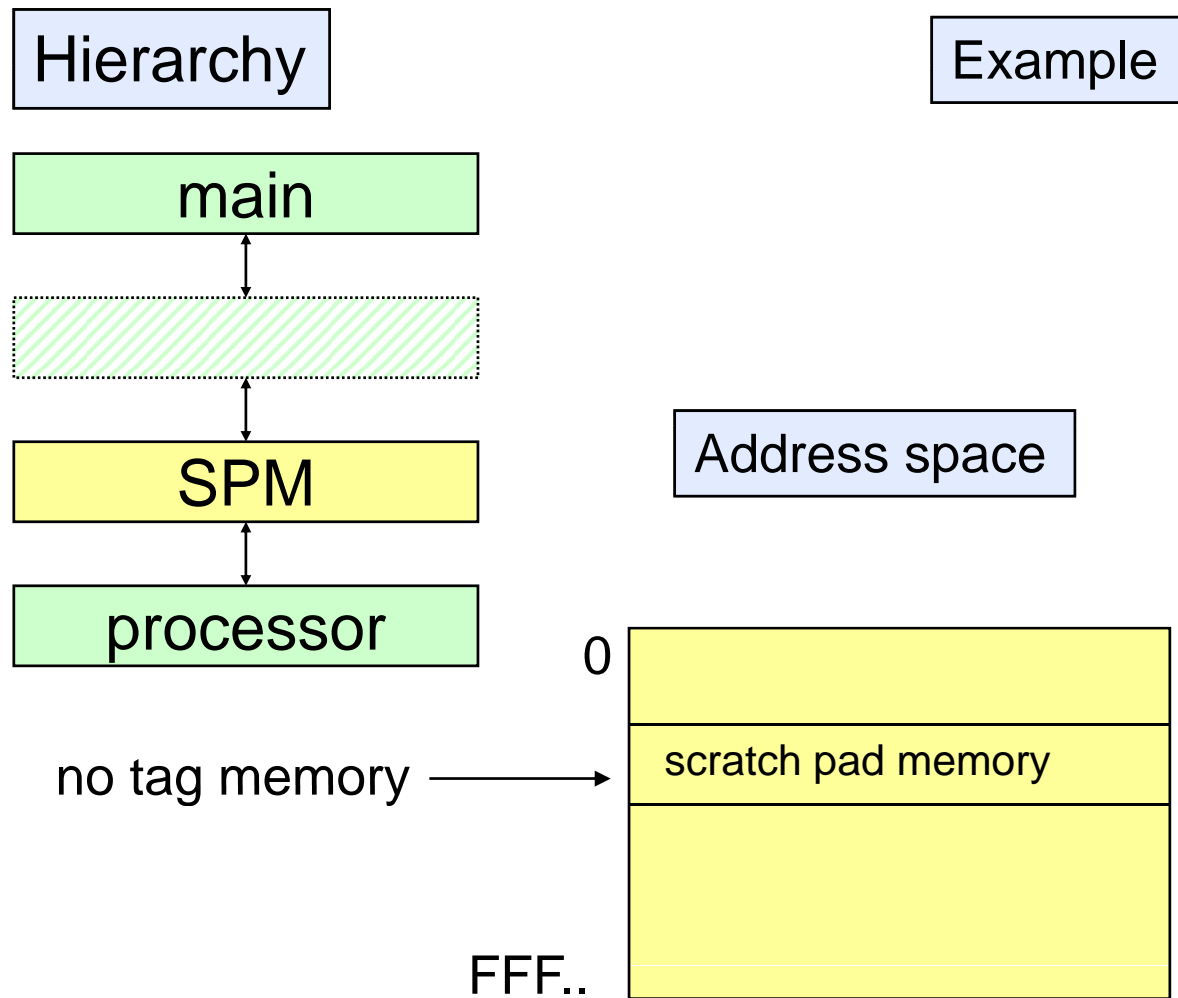 Hierarchy
Example
main
SPM
Address space
processor
0
scratch pad memory
no tag memory
FFF..